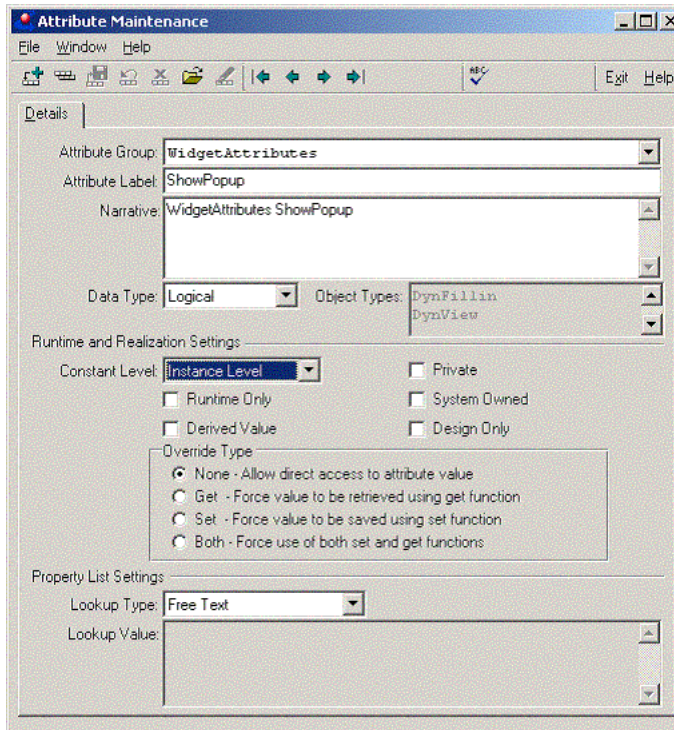 Attribute Maintenance
File Window Help
ABC
Exit Help
Details
Attribute Group: WidgetAttributes
Attribute Label: ShowPopup
Narrative: WidgetAttributes ShowPopup
Data Type: Logical Object Types: DynFillin
DynView
Runtime and Realization Settings
Constant Level: Instance Level Private
Runtime Only System Owned
Derived Value Design Only
Override Type
None - Allow direct access to attribute value
Get - Force value to be retrieved using get function
Set - Force value to be saved using set function
Both - Force use of both set and get functions
Property List Settings
Lookup Type: Free Text
Lookup Value: